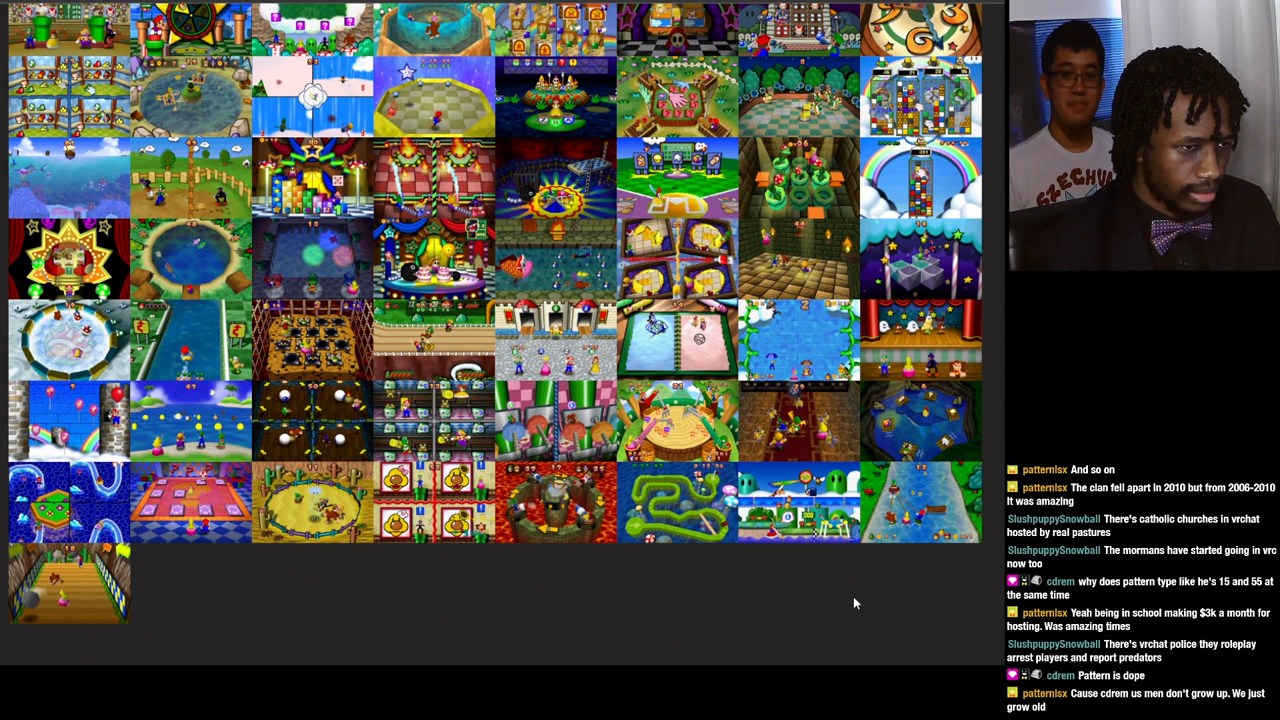 CZECHV
patternlsx And so on
patternlsx The clan fell apart in 2010 but from 2006-2010
It was amazing
SlushpuppySnowball There's catholic churches in vrchat
hosted by real pastures
SlushpuppySnowball The mormans have started going in vrc
now too
cdrem why does pattern type like he's 15 and 55 at
the same time
patternlsx Yeah being in school making $3k a month for
hosting. Was amazing times
SlushpuppySnowball There's vrchat police they roleplay
arrest players and report predators
cdrem Pattern is dope
patternlsx Cause cdrem us men don't grow up. We just
grow old